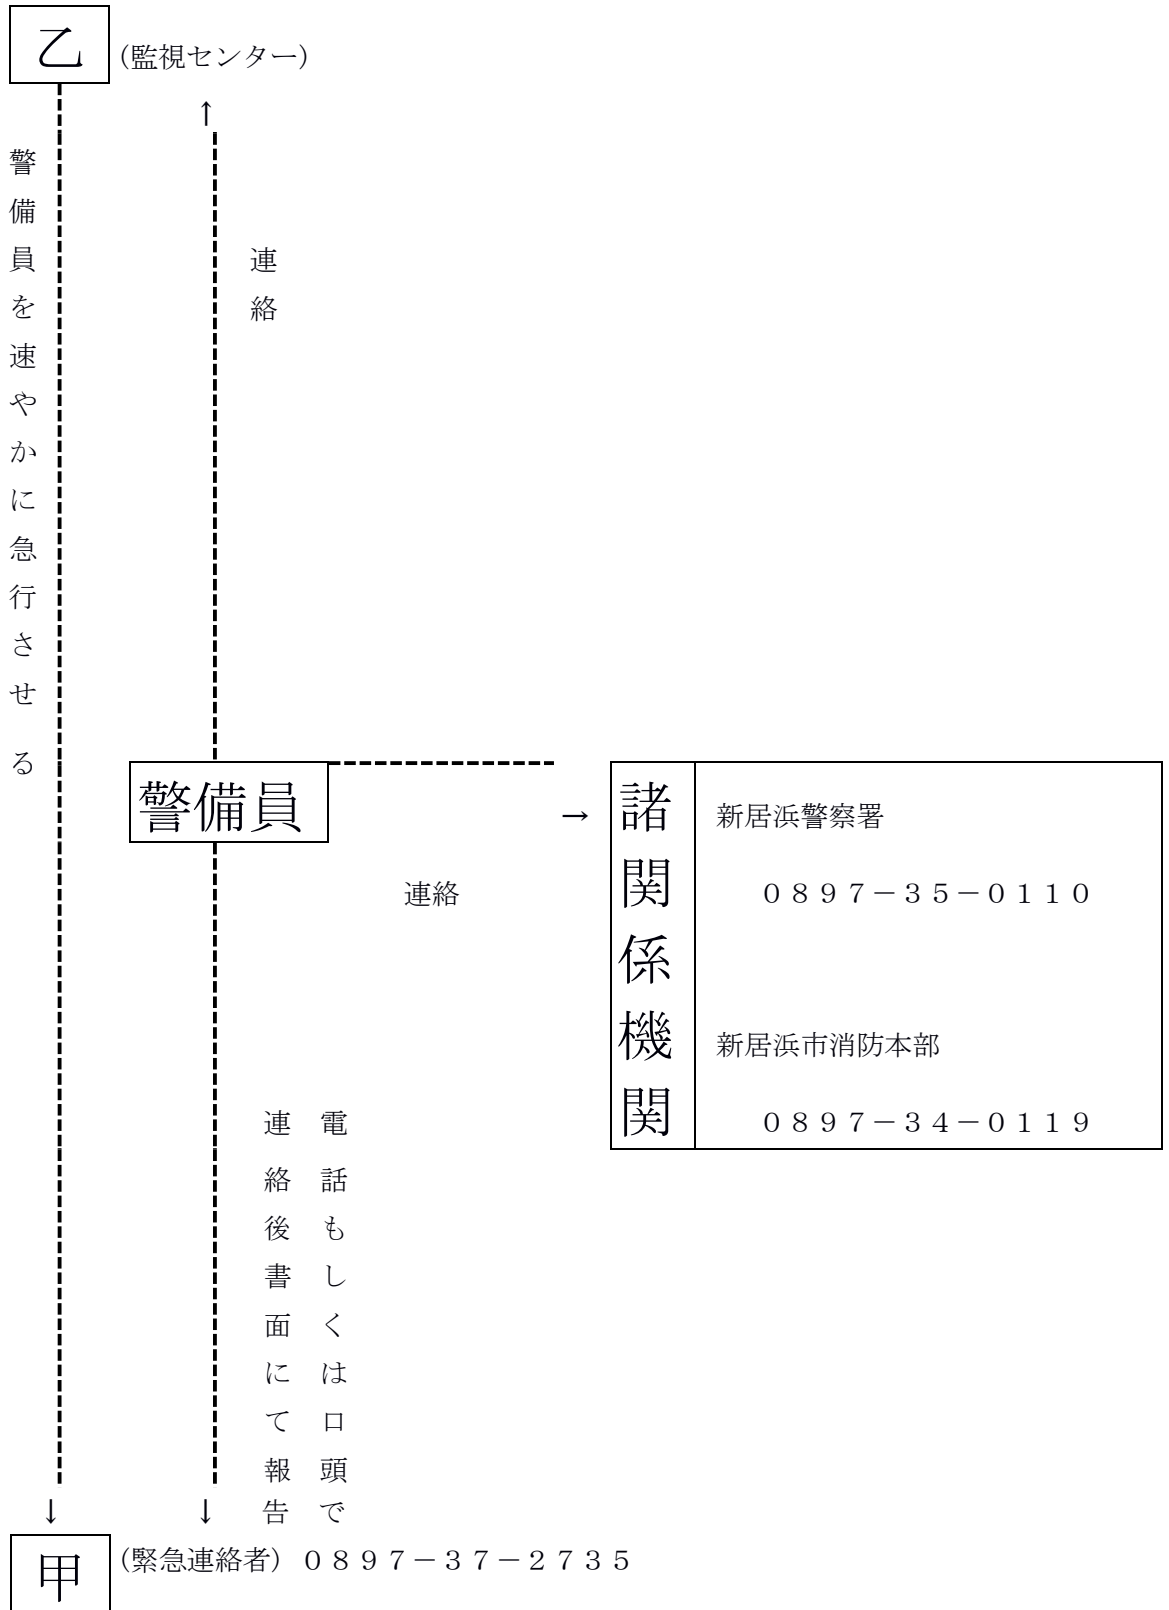 乙
（監視センター）
↑
警備員を速やかに急行させる
連絡
警備員
→
連絡
諸関係機関
新居浜警察署
０８９７－３５－０１１０
新居浜市消防本部
０８９７－３４－０１１９
電話もしくは口頭で
連絡後書面にて報告
↓
↓
甲
（緊急連絡者）０８９７－３７－２７３５